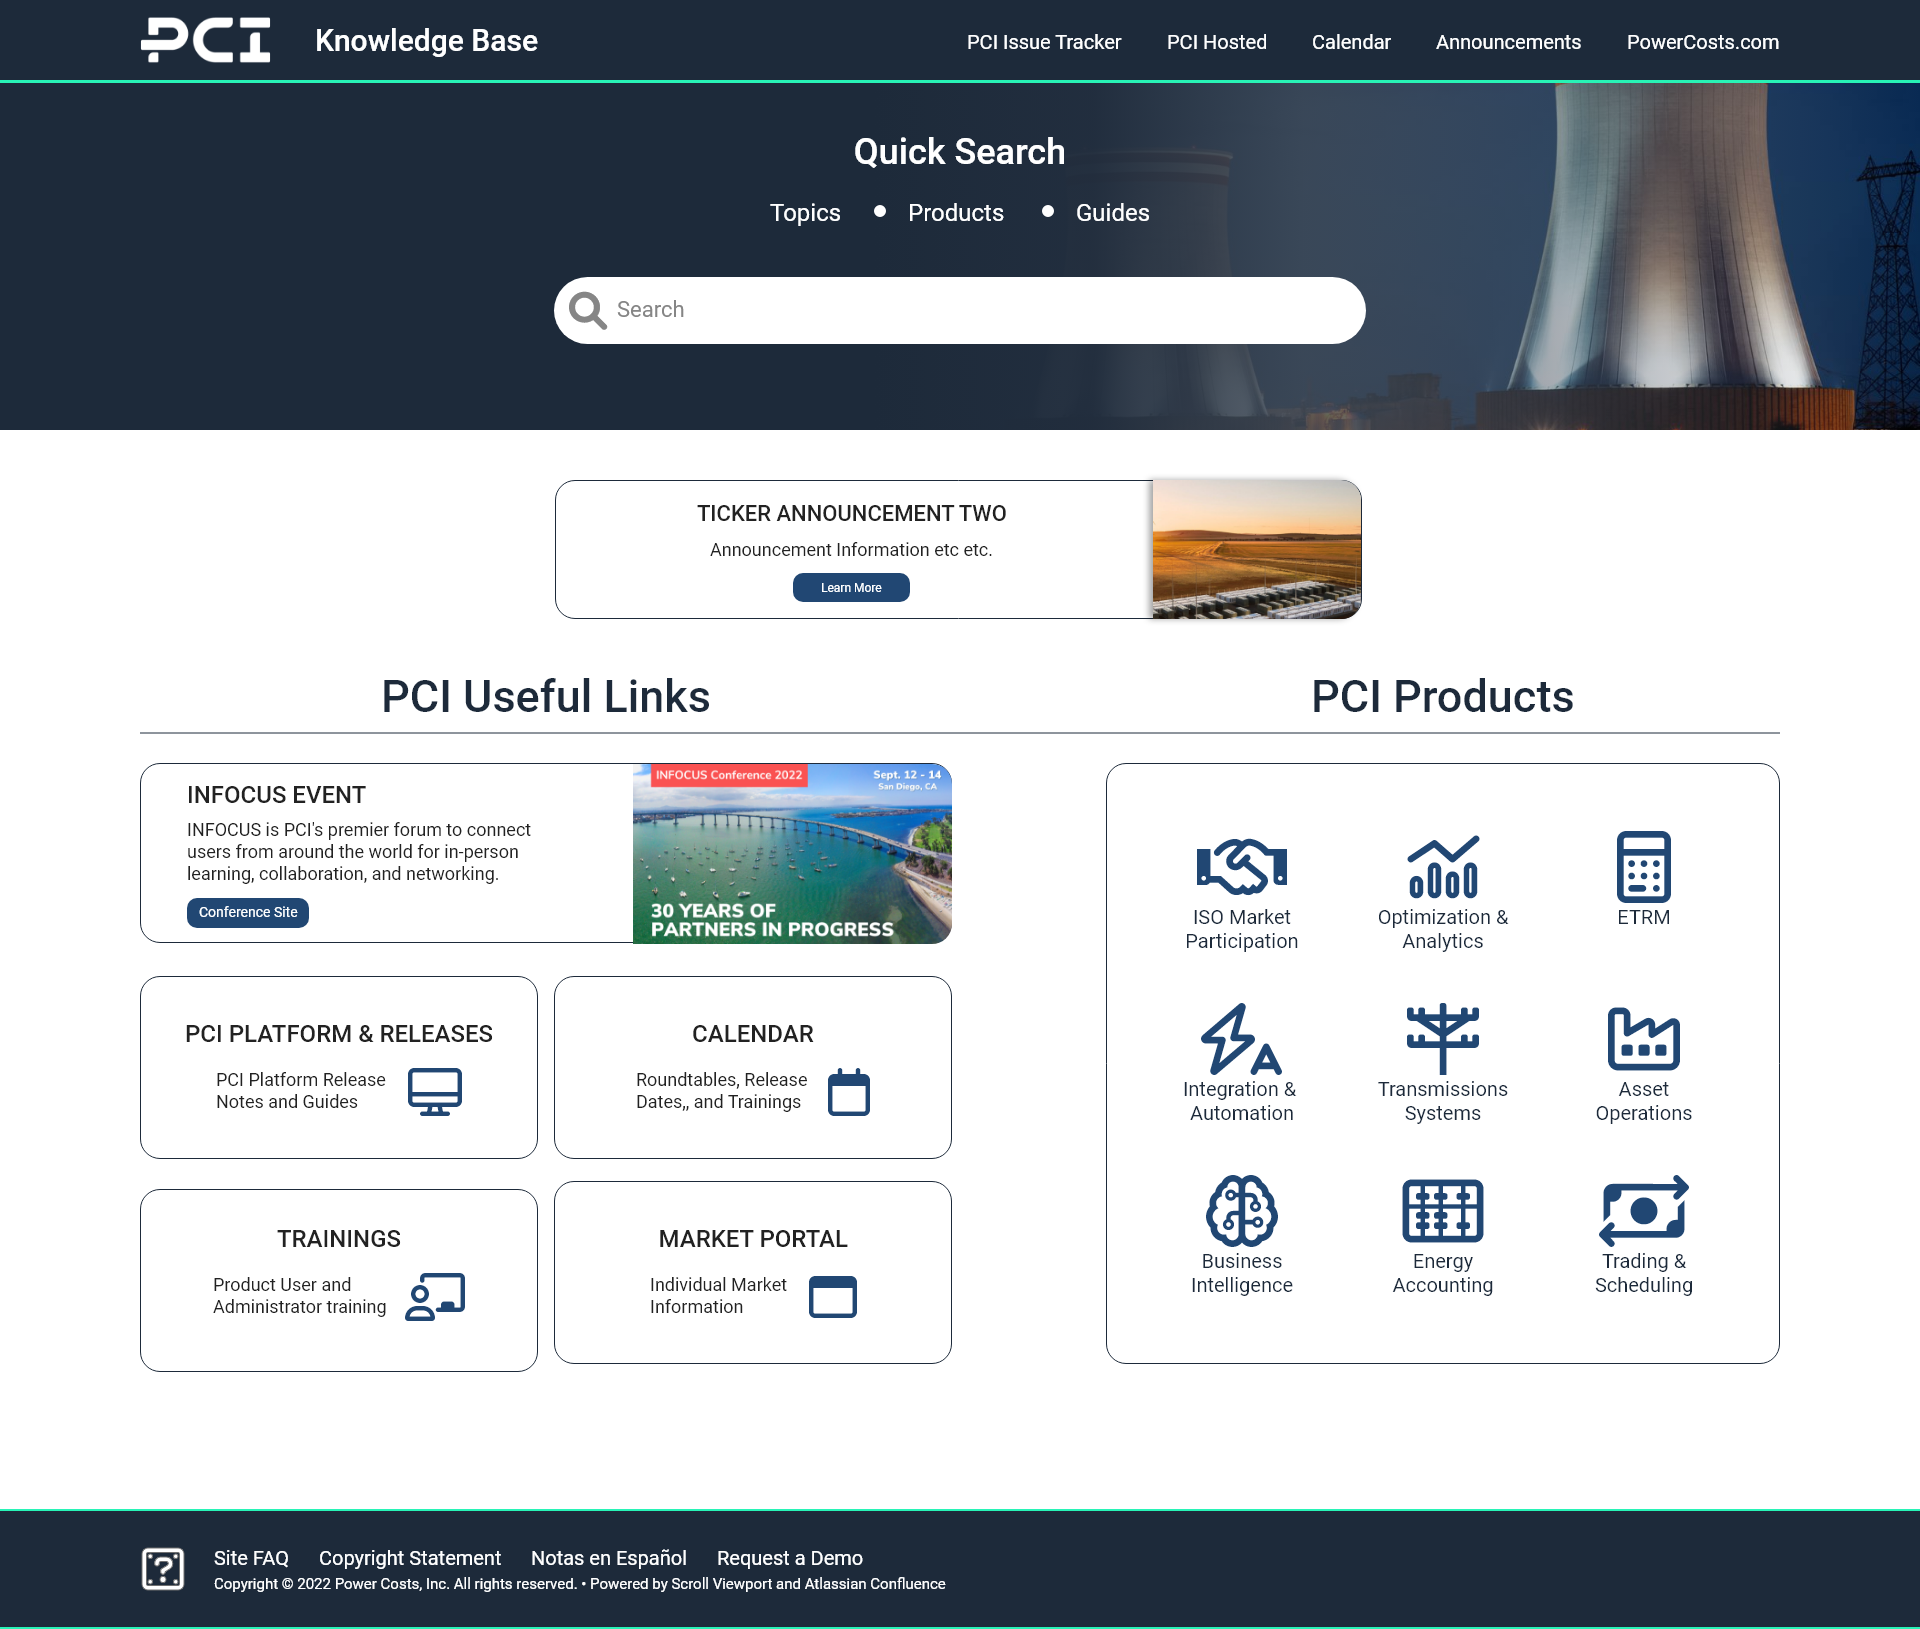 PCI
Knowledge Base
PCI Issue Tracker
PCI Hosted
Calendar
Announcements
PowerCosts.com
Quick Search
Topics • Products • Guides
Search
TICKER ANNOUNCEMENT TWO
Announcement Information etc etc.
Learn More
PCI Useful Links
INFOCUS EVENT
INFOCUS is PCI's premier forum to connect
users from around the world for in-person
learning, collaboration, and networking.
Conference Site
INFOCUS Conference 2022
Sept. 12 - 14
San Diego, CA
30 YEARS OF
PARTNERS IN PROGRESS
PCI PLATFORM & RELEASES
PCI Platform Release
Notes and Guides
CALENDAR
Roundtables, Release
Dates,, and Trainings
TRAININGS
Product User and
Administrator training
MARKET PORTAL
Individual Market
Information
PCI Products
ISO Market
Participation
Optimization &
Analytics
ETRM
Integration &
Automation
Transmissions
Systems
Asset
Operations
Business
Intelligence
Energy
Accounting
Trading &
Scheduling
Site FAQ
Copyright Statement
Notas en Español
Request a Demo
Copyright © 2022 Power Costs, Inc. All rights reserved. • Powered by Scroll Viewport and Atlassian Confluence